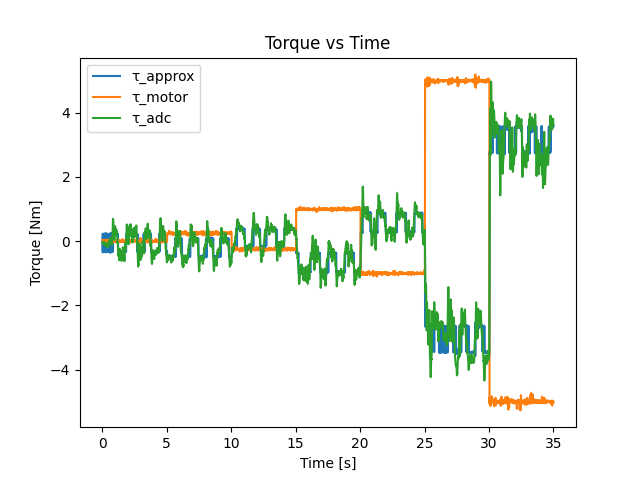 Torque vs Time
τ_approx
τ_motor
τ_adc
Torque [Nm]
4
2
0
−2
−4
0 5 10 15 20 25 30 35
Time [s]